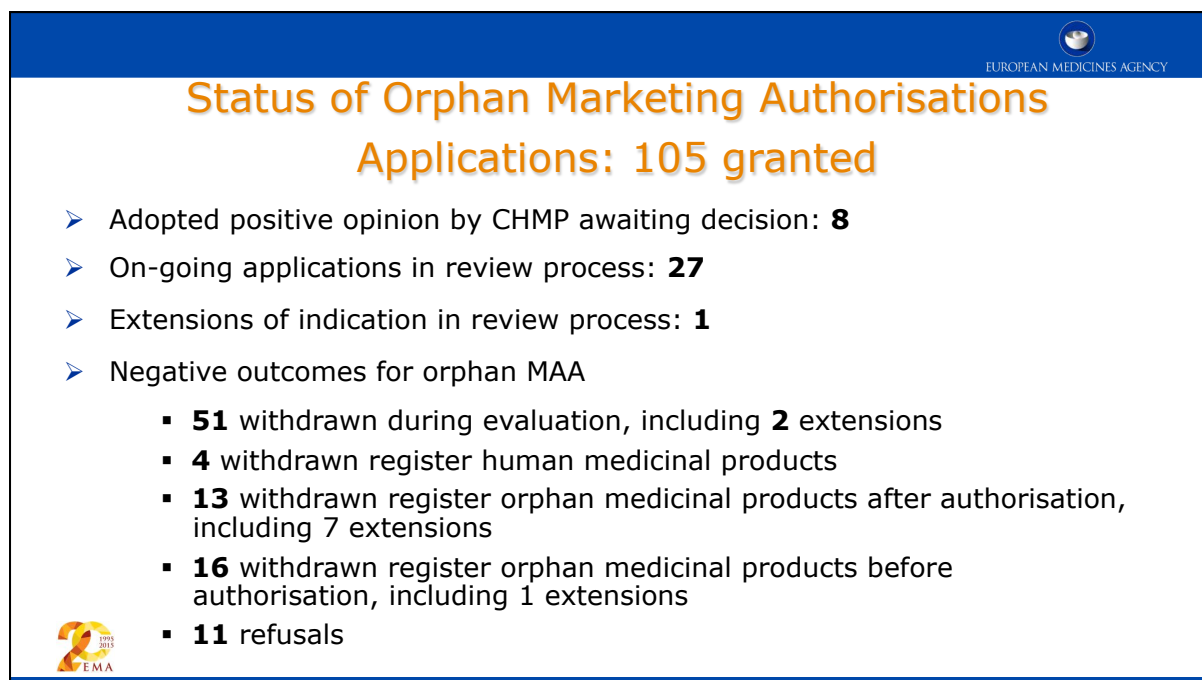 EUROPEAN MEDICINES AGENCY
Status of Orphan Marketing Authorisations
Applications: 105 granted
➢ Adopted positive opinion by CHMP awaiting decision: 8
➢ On-going applications in review process: 27
➢ Extensions of indication in review process: 1
➢ Negative outcomes for orphan MAA
▪ 51 withdrawn during evaluation, including 2 extensions
▪ 4 withdrawn register human medicinal products
▪ 13 withdrawn register orphan medicinal products after authorisation,
including 7 extensions
▪ 16 withdrawn register orphan medicinal products before
authorisation, including 1 extensions
▪ 11 refusals
20
1995
2015
EMA